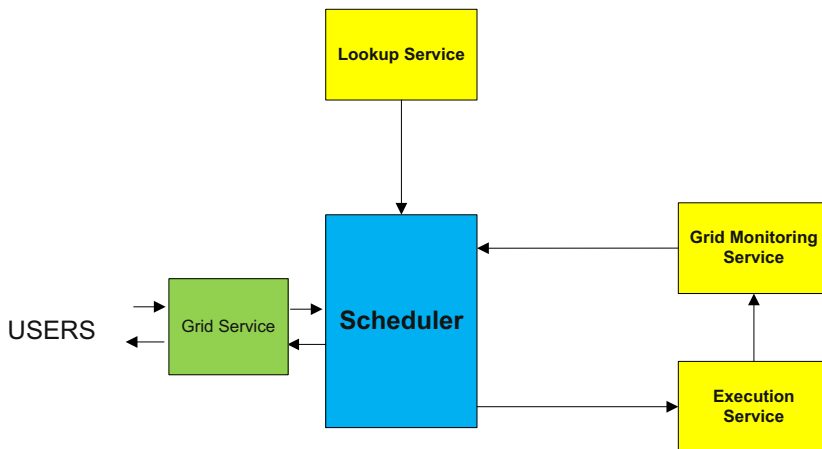 Lookup Service
Grid Monitoring
Service
USERS
Grid Service
Scheduler
Execution
Service